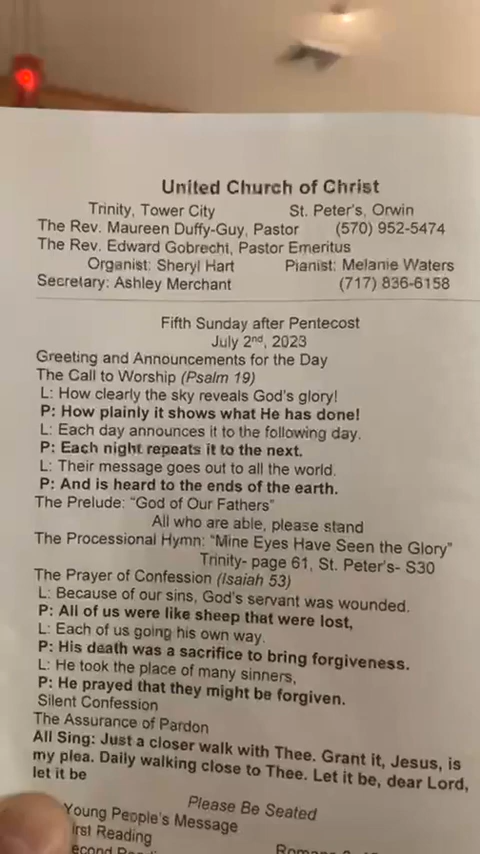 United Church of Christ
Trinity, Tower City St. Peter's, Orwin
The Rev. Maureen Duffy-Guy, Pastor (570) 952-5474
The Rev. Edward Gobrecht, Pastor Emeritus
Organist: Sheryl Hart Pianist: Melanie Waters
Secretary: Ashley Merchant (717) 836-6158
Fifth Sunday after Pentecost
July 2nd, 2023
Greeting and Announcements for the Day
The Call to Worship (Psalm 19)
L: How clearly the sky reveals God's glory!
P: How plainly it shows what He has done!
L: Each day announces it to the following day.
P: Each night repeats it to the next.
L: Their message goes out to all the world.
P: And is heard to the ends of the earth.
The Prelude: "God of Our Fathers"
All who are able, please stand
The Processional Hymn: "Mine Eyes Have Seen the Glory"
Trinity- page 61, St. Peter's- S30
The Prayer of Confession (Isaiah 53)
L: Because of our sins, God's servant was wounded.
P: All of us were like sheep that were lost,
L: Each of us going his own way.
P: His death was a sacrifice to bring forgiveness.
L: He took the place of many sinners,
P: He prayed that they might be forgiven.
Silent Confession
The Assurance of Pardon
All Sing: Just a closer walk with Thee. Grant it, Jesus, is
my plea. Daily walking close to Thee. Let it be, dear Lord,
let it be
Please Be Seated
Young People's Message
Reading